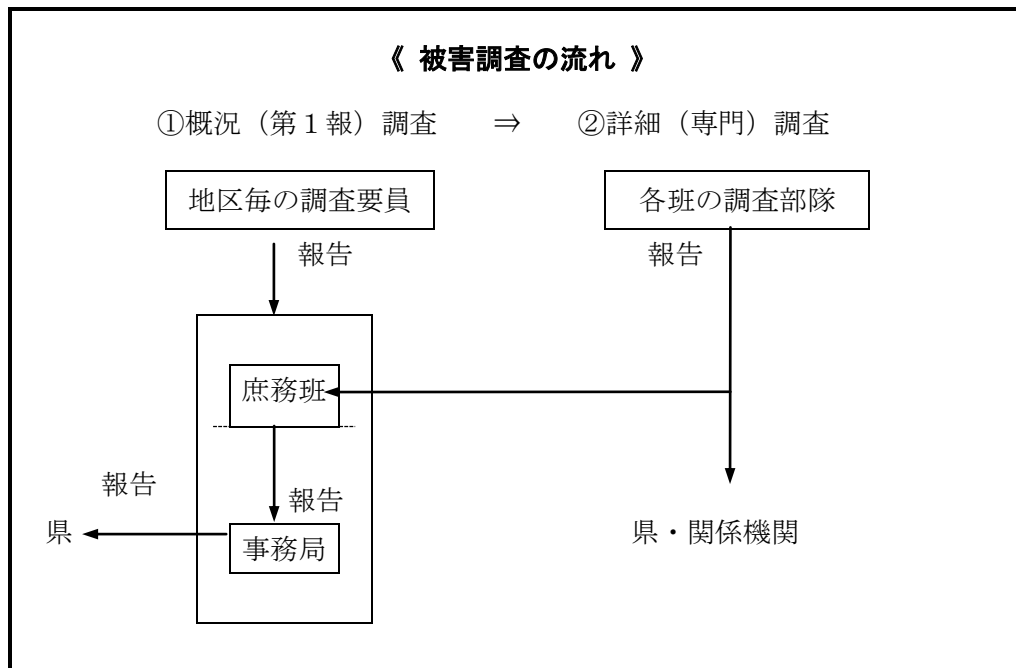 《 被害調査の流れ 》
①概況（第１報）調査　　⇒　　②詳細（専門）調査
地区毎の調査要員
各班の調査部隊
報告
報告
庶務班
報告
報告
県
事務局
県・関係機関